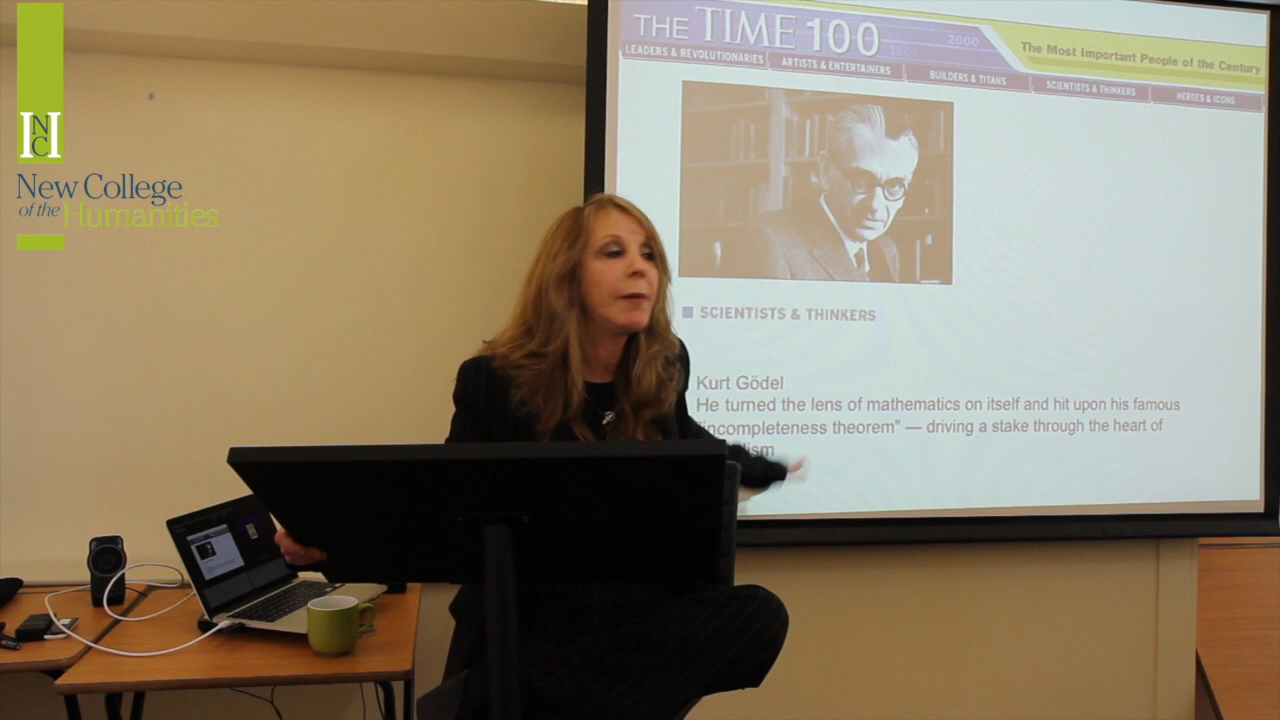 N
NCH
New College
of the Humanities
THE TIME 100
2000
The Most Important People of the Century
LEADERS & REVOLUTIONARIES
ARTISTS & ENTERTAINERS
BUILDERS & TITANS
SCIENTISTS & THINKERS
HEROES & ICONS
SCIENTISTS & THINKERS
Kurt Gödel
He turned the lens of mathematics on itself and hit upon his famous
"incompleteness theorem" — driving a stake through the heart of
lism